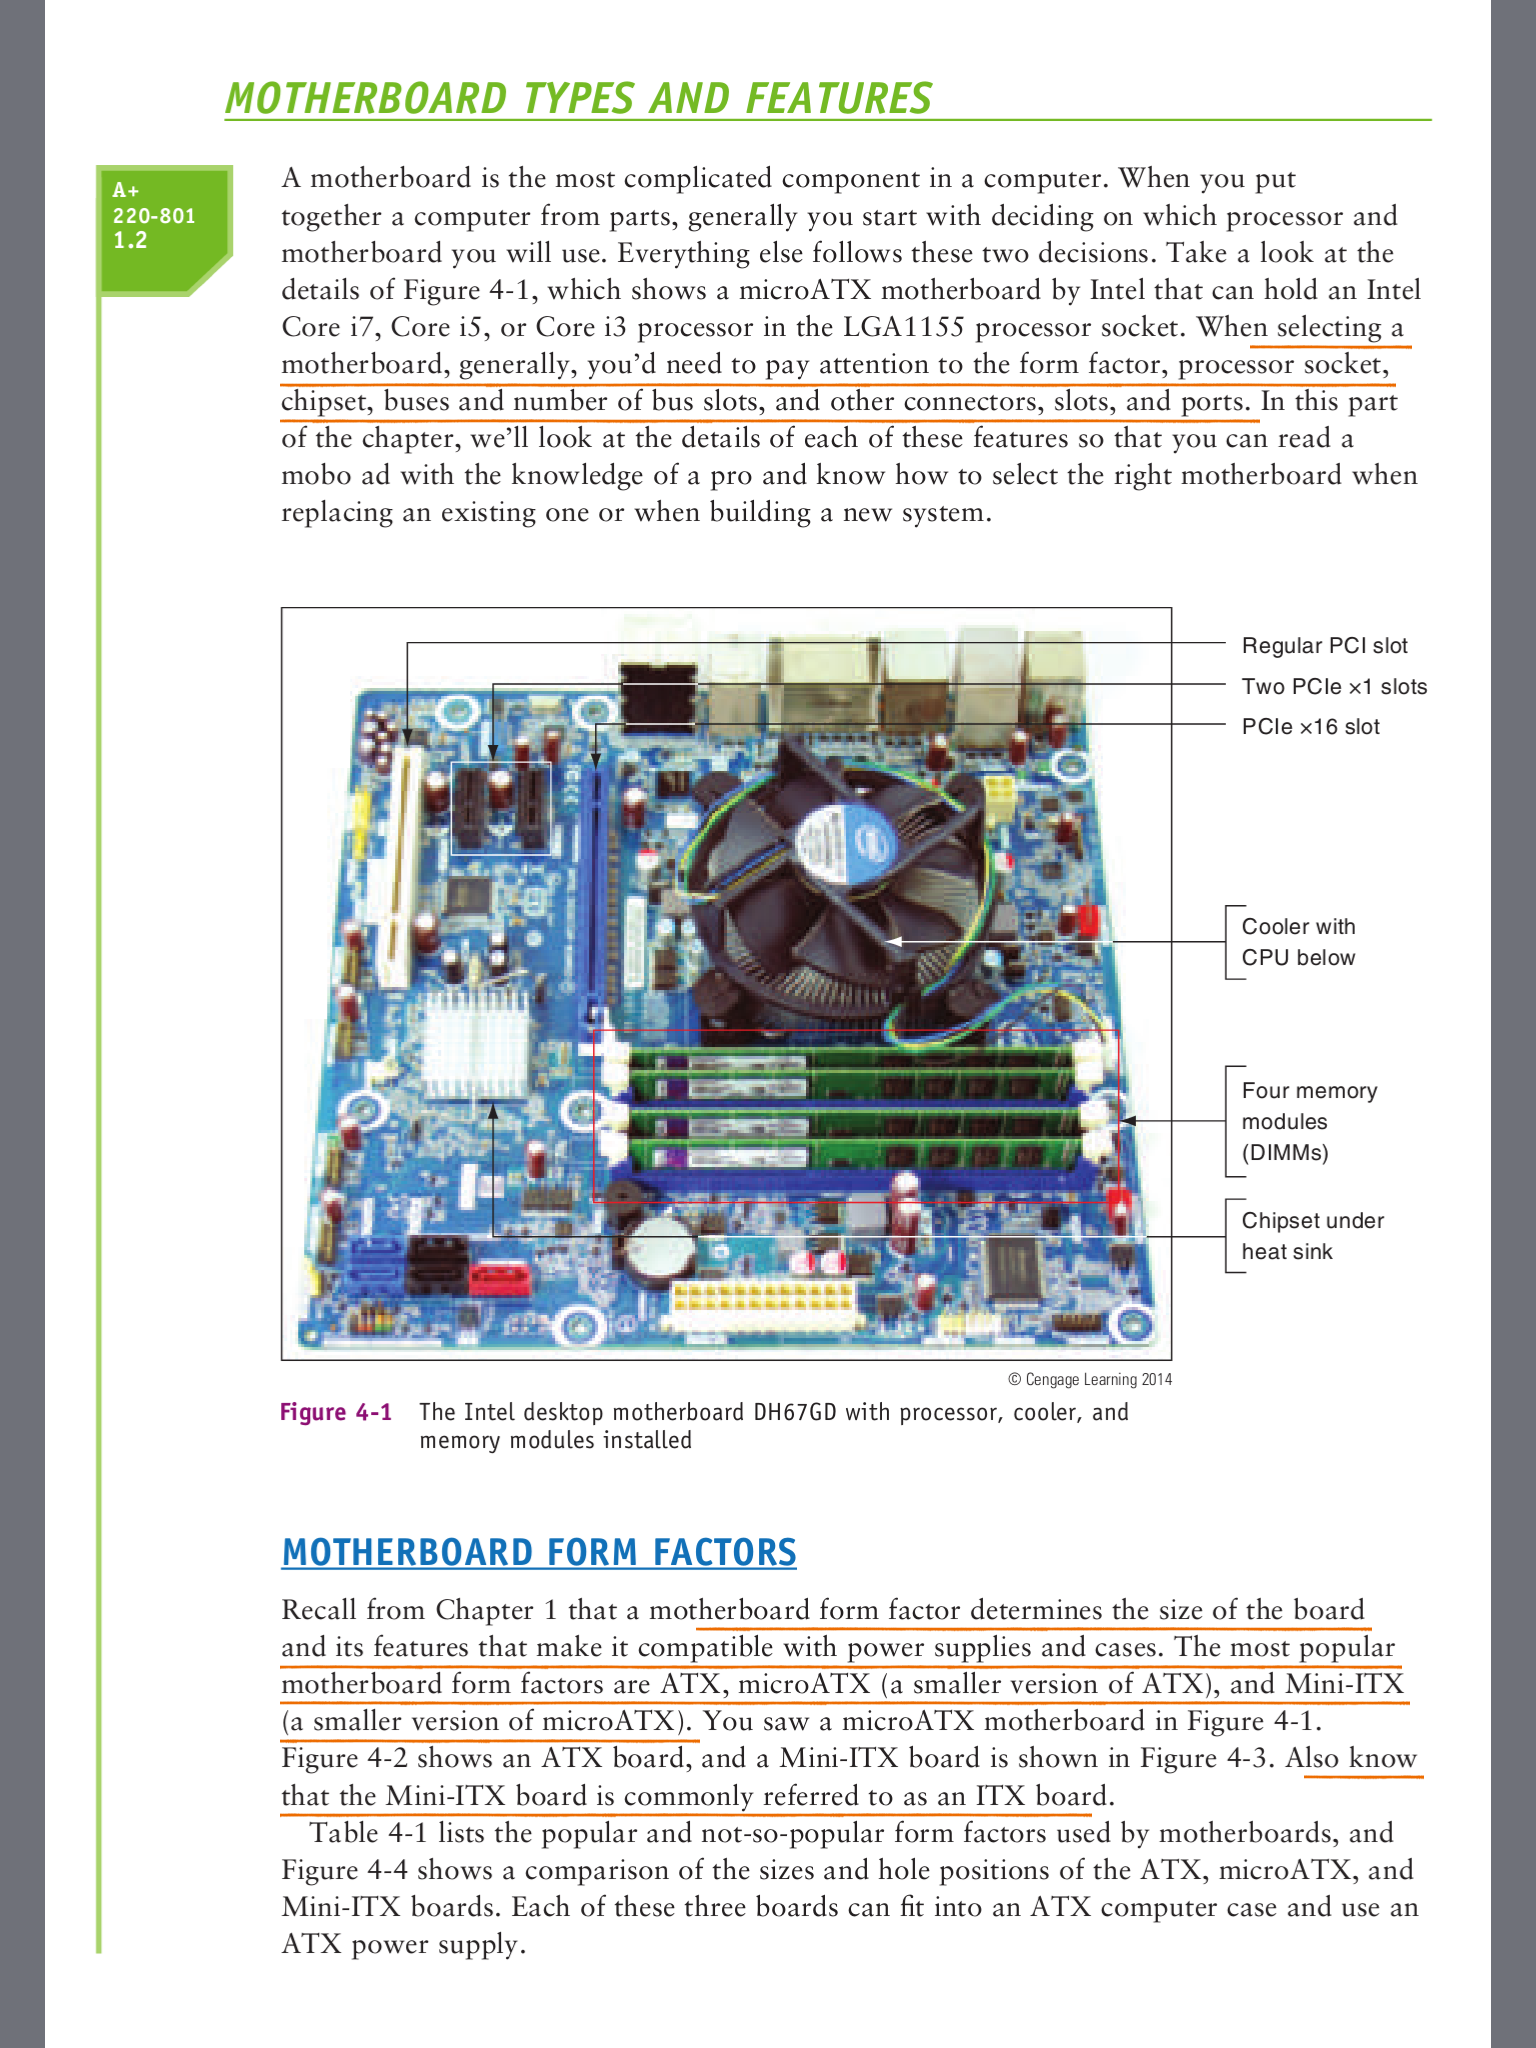 MOTHERBOARD TYPES AND FEATURES
A+
220-801
1.2
A motherboard is the most complicated component in a computer. When you put
together a computer from parts, generally you start with deciding on which processor and
motherboard you will use. Everything else follows these two decisions. Take a look at the
details of Figure 4-1, which shows a microATX motherboard by Intel that can hold an Intel
Core i7, Core i5, or Core i3 processor in the LGA1155 processor socket. When selecting a
motherboard, generally, you’d need to pay attention to the form factor, processor socket,
chipset, buses and number of bus slots, and other connectors, slots, and ports. In this part
of the chapter, we’ll look at the details of each of these features so that you can read a
mobo ad with the knowledge of a pro and know how to select the right motherboard when
replacing an existing one or when building a new system.
Regular PCI slot
Two PCIe ×1 slots
PCIe ×16 slot
Cooler with
CPU below
Four memory
modules
(DIMMs)
Chipset under
heat sink
© Cengage Learning 2014
Figure 4-1 The Intel desktop motherboard DH67GD with processor, cooler, and
memory modules installed
MOTHERBOARD FORM FACTORS
Recall from Chapter 1 that a motherboard form factor determines the size of the board
and its features that make it compatible with power supplies and cases. The most popular
motherboard form factors are ATX, microATX (a smaller version of ATX), and Mini-ITX
(a smaller version of microATX). You saw a microATX motherboard in Figure 4-1.
Figure 4-2 shows an ATX board, and a Mini-ITX board is shown in Figure 4-3. Also know
that the Mini-ITX board is commonly referred to as an ITX board.
Table 4-1 lists the popular and not-so-popular form factors used by motherboards, and
Figure 4-4 shows a comparison of the sizes and hole positions of the ATX, microATX, and
Mini-ITX boards. Each of these three boards can fit into an ATX computer case and use an
ATX power supply.